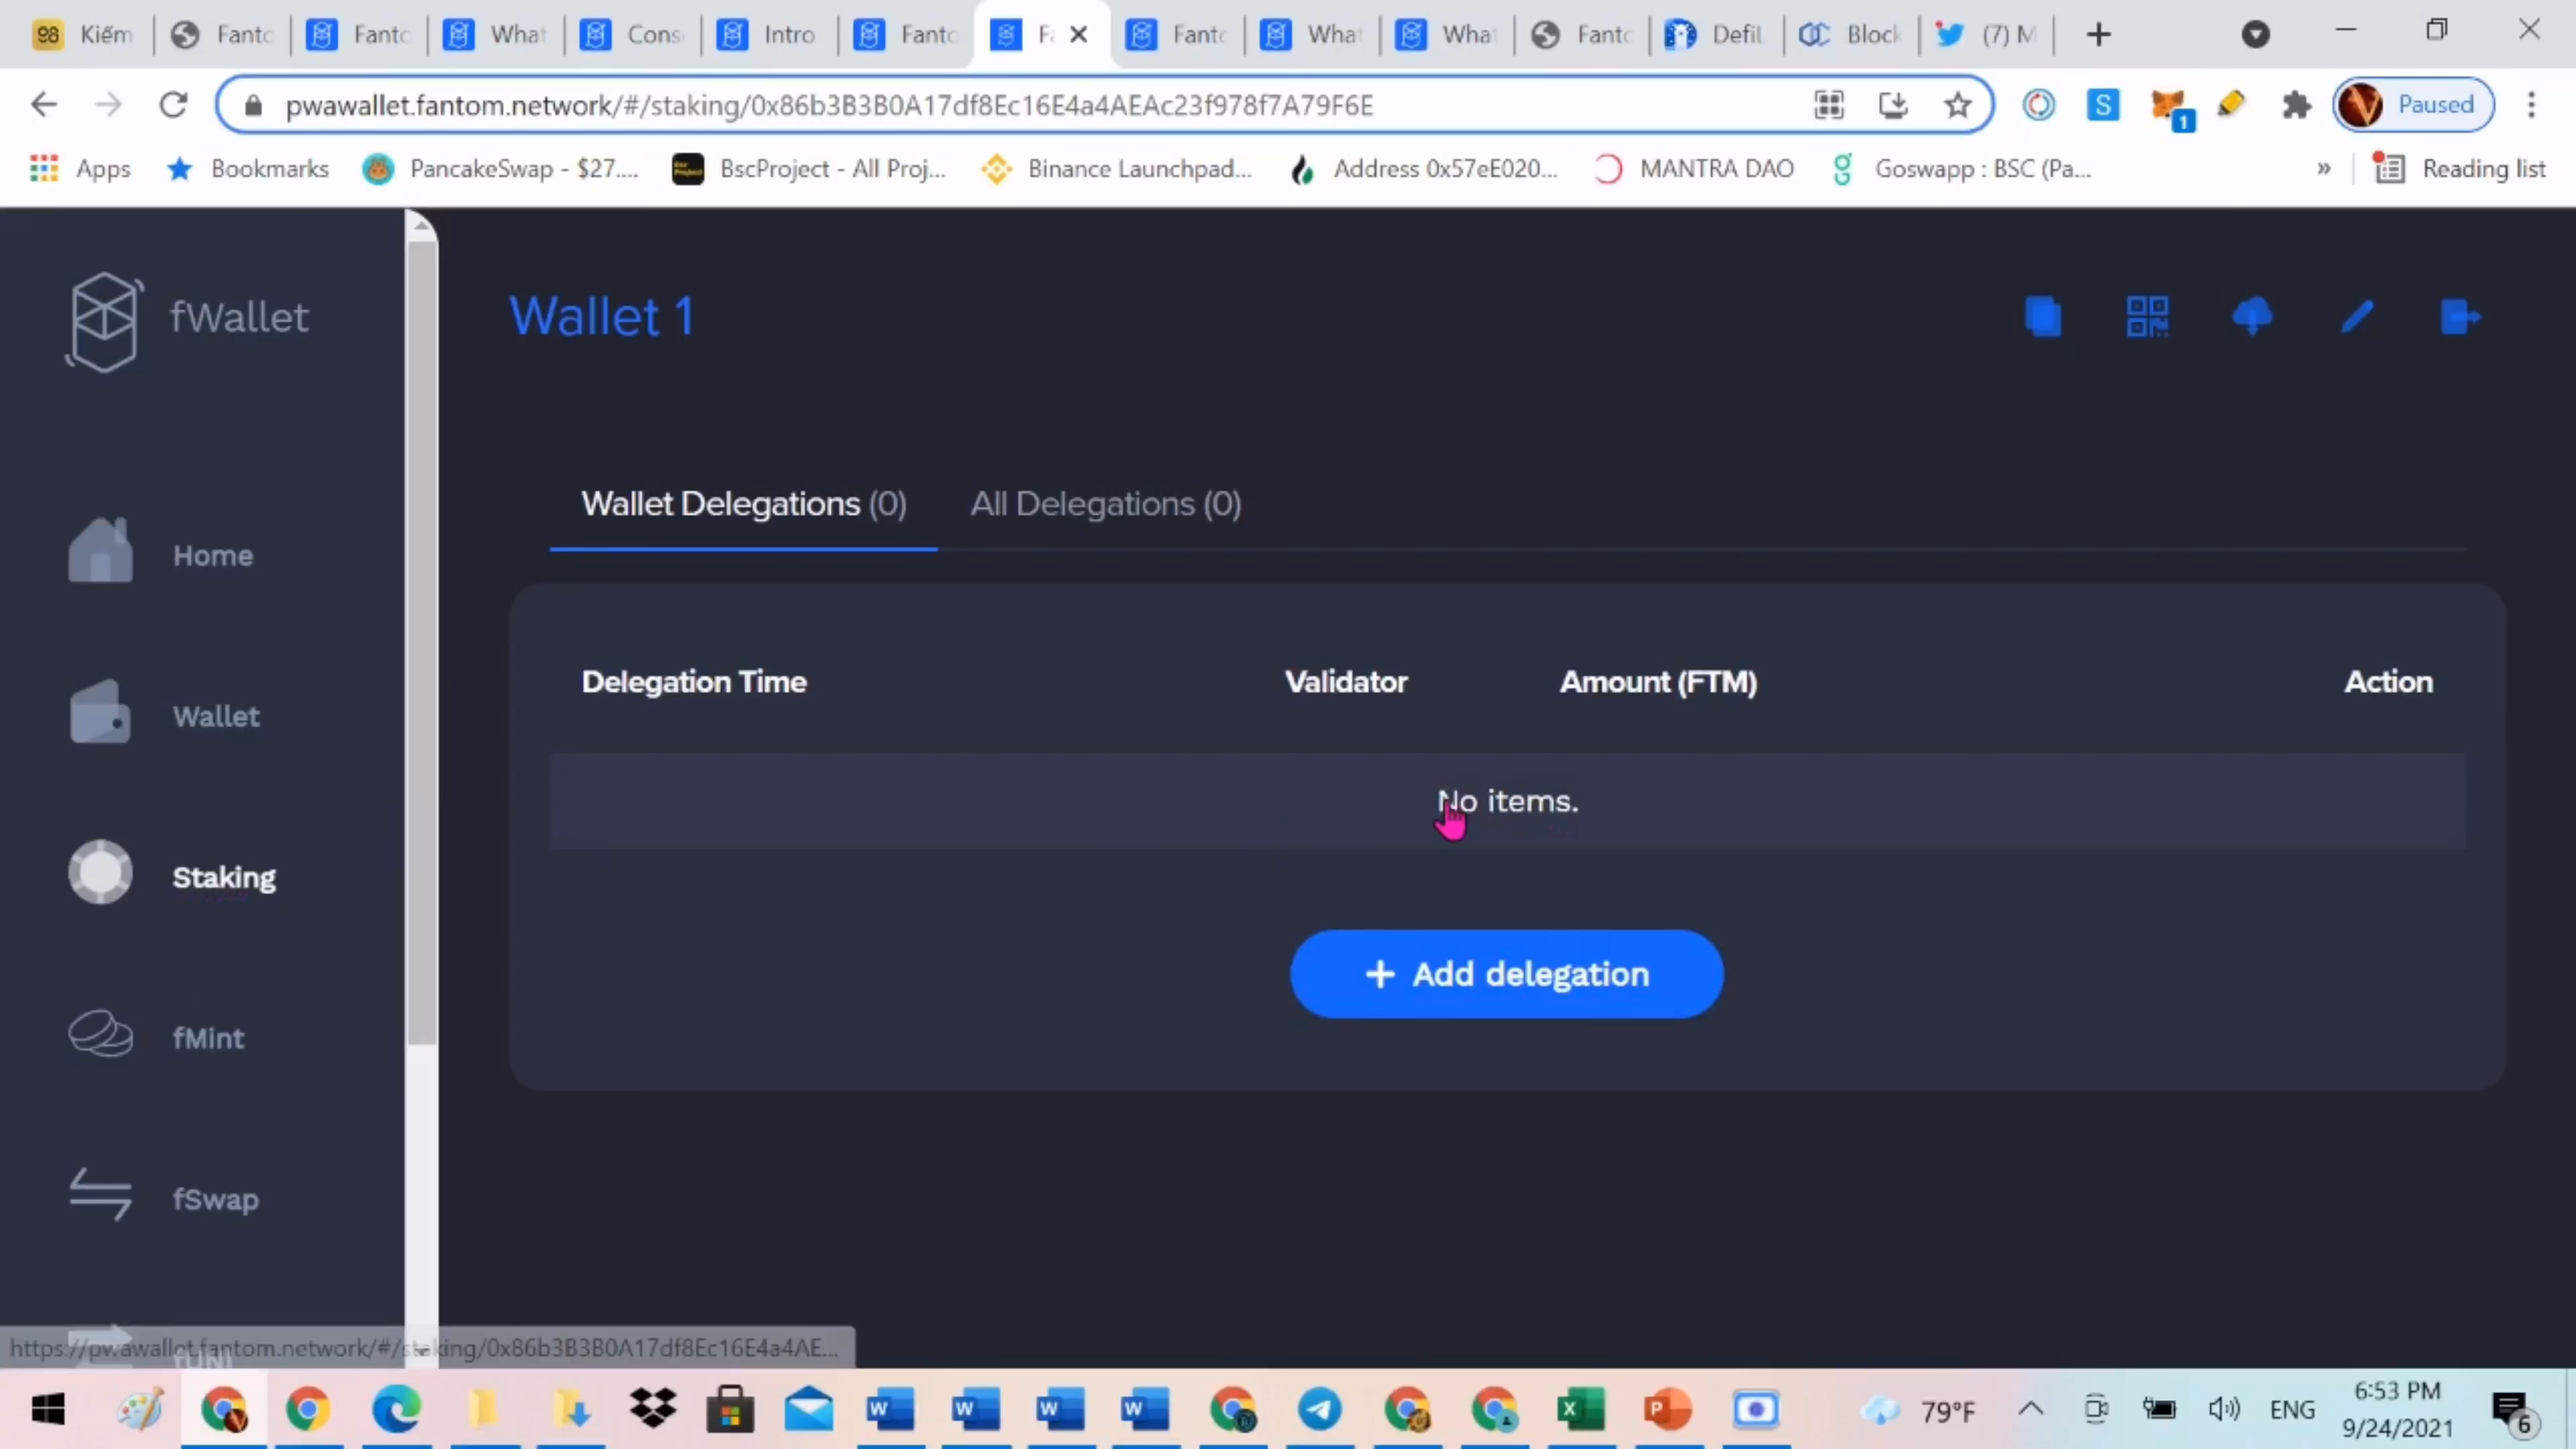 Kiếm
Fanto
Fanto
What
Cons
Intro
Fanto
Fa
Fanto
What
What
Fanto
Defil
Block
(7) M
pwawallet.fantom.network/#/staking/0x86b3B3B0A17df8Ec16E4a4AEAc23f978f7A79F6E
S
1
Paused
Apps
Bookmarks
PancakeSwap - $27....
BscProject - All Proj...
Binance Launchpad...
Address 0x57eE020...
MANTRA DAO
Goswapp : BSC (Pa...
»
Reading list
fWallet
Wallet 1
Wallet Delegations (0)
All Delegations (0)
Home
Delegation Time
Validator
Amount (FTM)
Action
Wallet
No items.
Staking
+ Add delegation
fMint
fSwap
fUNI
https://pwawallet.fantom.network/#/staking/0x86b3B3B0A17df8Ec16E4a4AE...
79°F
ENG
6:53 PM
9/24/2021
6